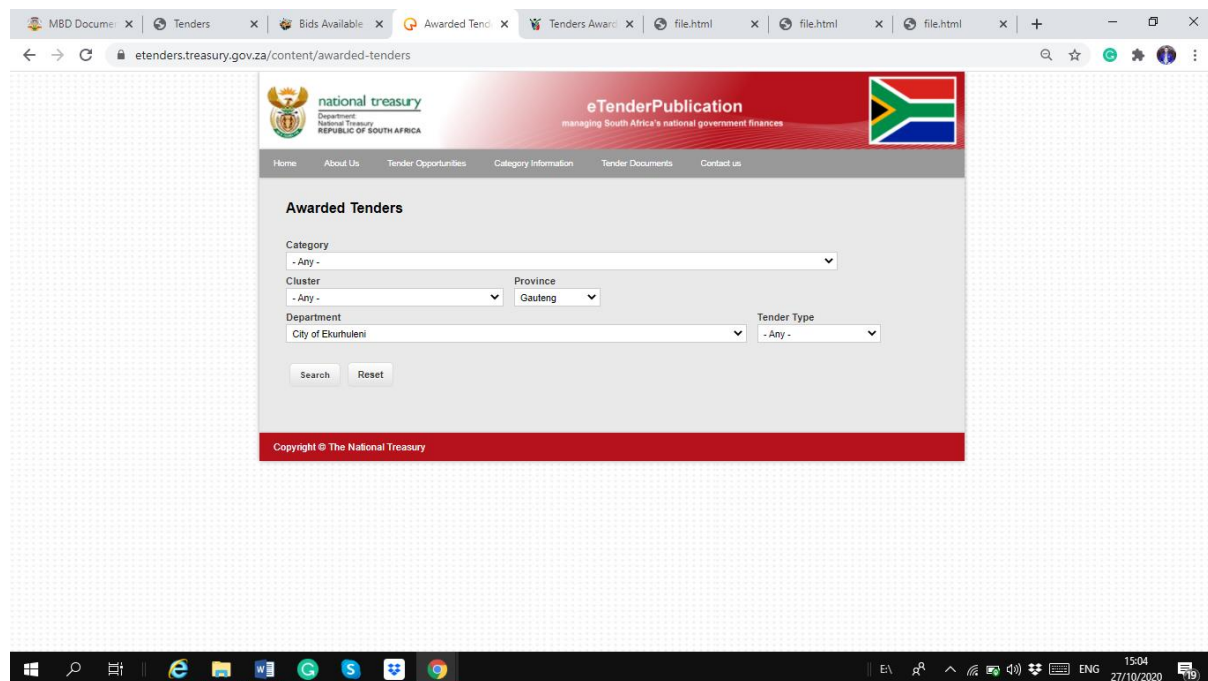 MBD Documer Tenders Bids Available Awarded Tend Tenders Award file.html file.html file.html
etenders.treasury.gov.za/content/awarded-tenders
national treasury
Department:
National Treasury
REPUBLIC OF SOUTH AFRICA
eTenderPublication
managing South Africa's national government finances
Home About Us Tender Opportunities Category Information Tender Documents Contact us
Awarded Tenders
Category
- Any -
Cluster Province
- Any - Gauteng
Department Tender Type
City of Ekurhuleni - Any -
Search Reset
Copyright © The National Treasury
E:\ ENG 15:04
27/10/2020 19